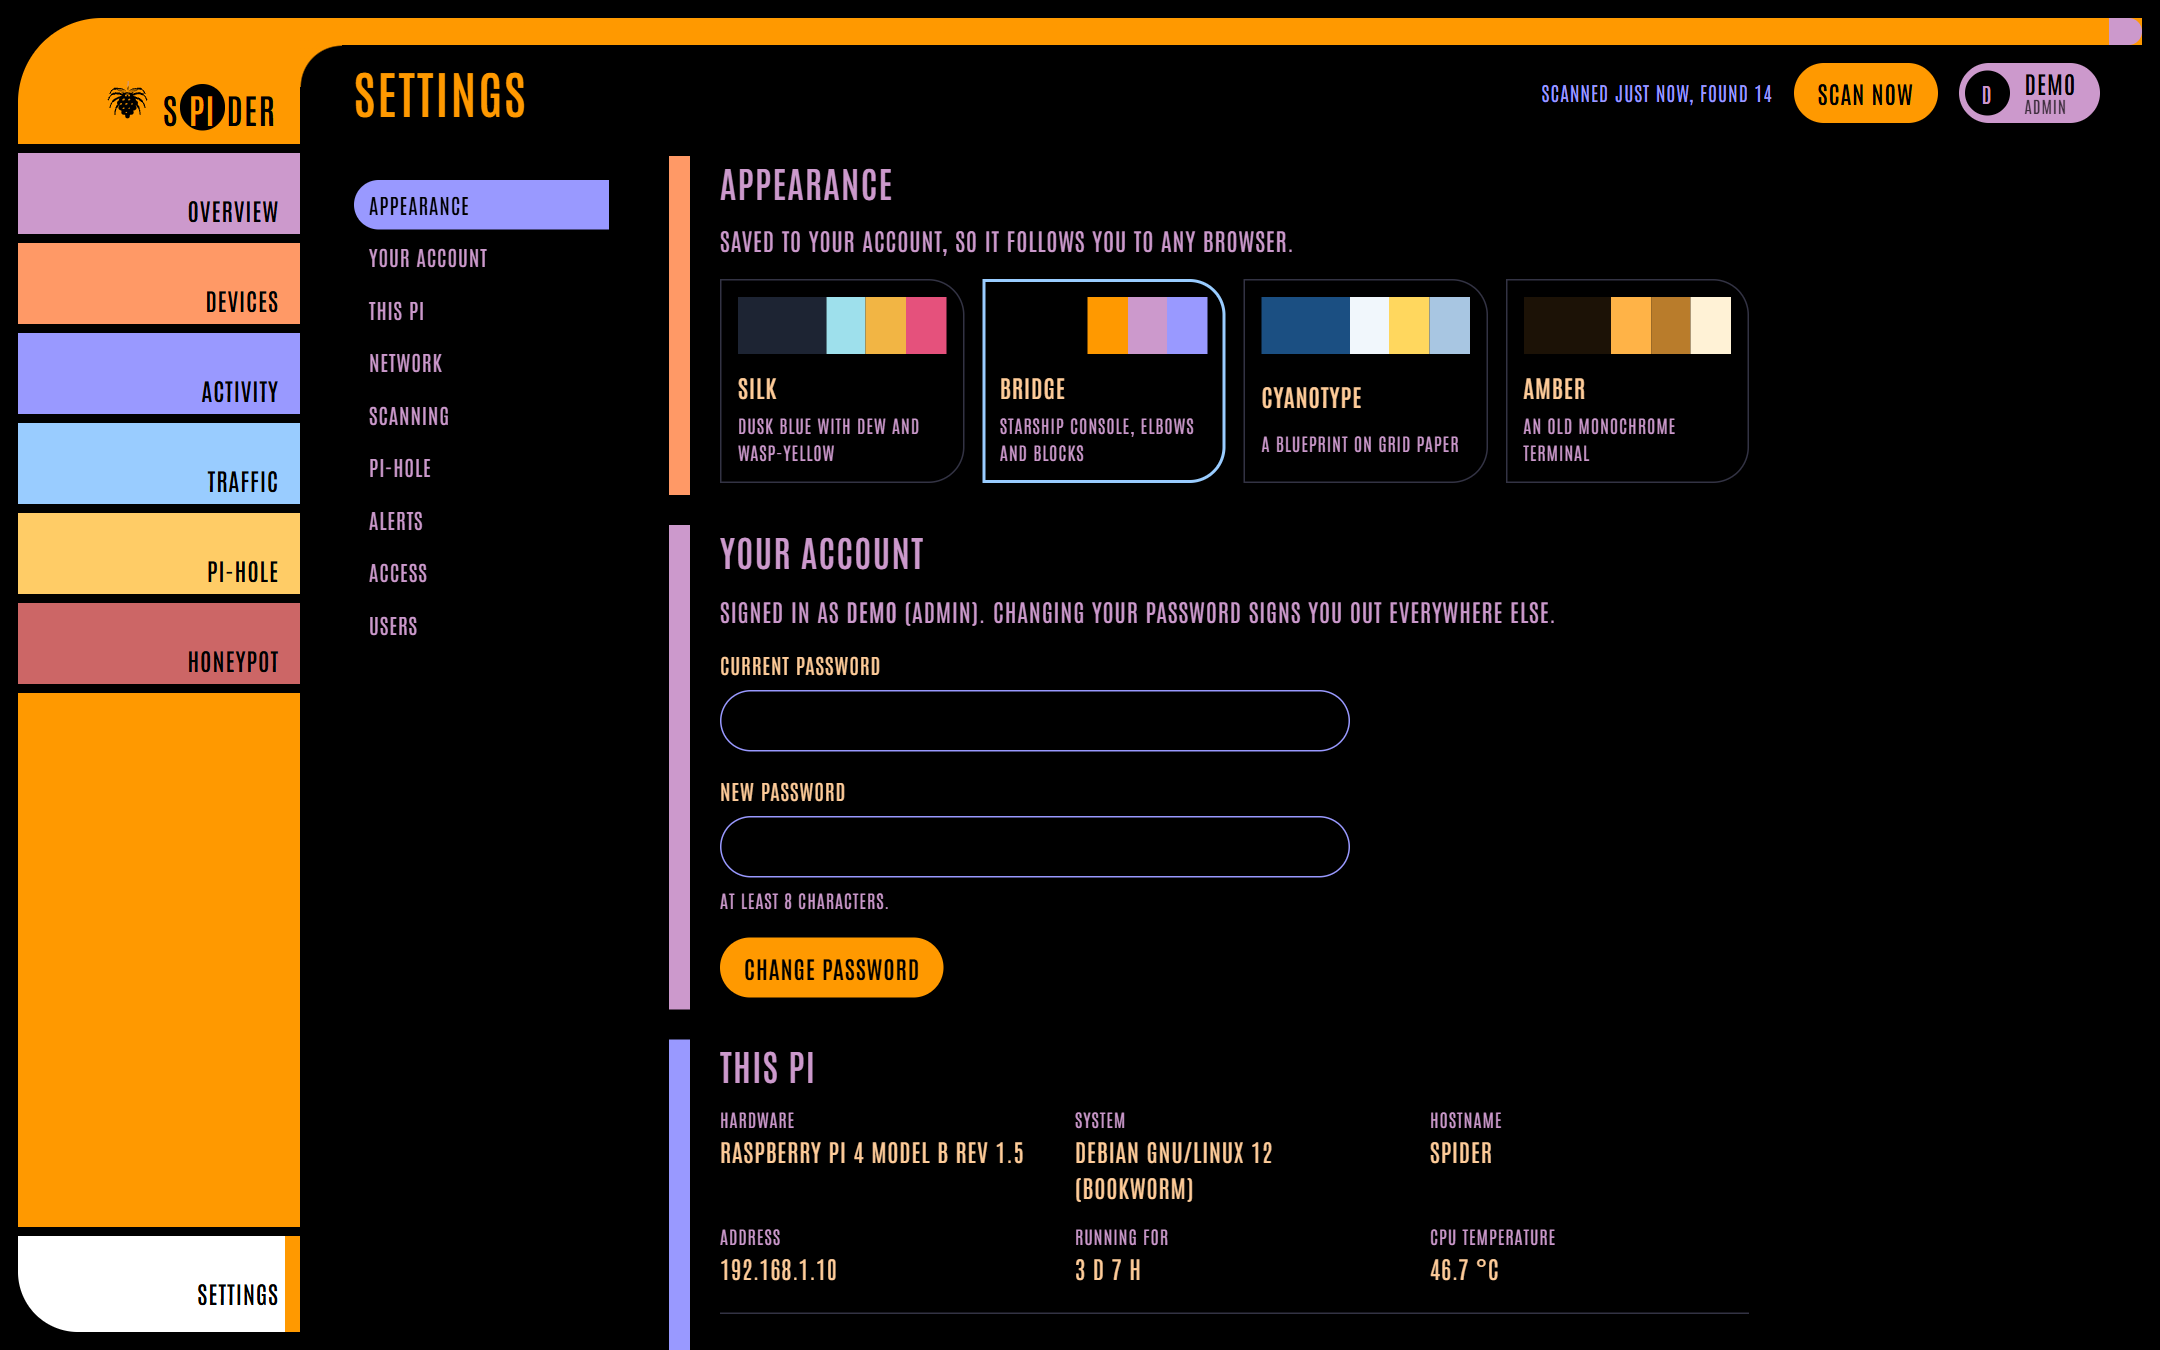 SPIDER
OVERVIEW
DEVICES
ACTIVITY
TRAFFIC
PI-HOLE
HONEYPOT
SETTINGS
SETTINGS
SCANNED JUST NOW, FOUND 14
SCAN NOW
D
DEMO
ADMIN
APPEARANCE
YOUR ACCOUNT
THIS PI
NETWORK
SCANNING
PI-HOLE
ALERTS
ACCESS
USERS
APPEARANCE
SAVED TO YOUR ACCOUNT, SO IT FOLLOWS YOU TO ANY BROWSER.
SILK
DUSK BLUE WITH DEW AND
WASP-YELLOW
BRIDGE
STARSHIP CONSOLE, ELBOWS
AND BLOCKS
CYANOTYPE
A BLUEPRINT ON GRID PAPER
AMBER
AN OLD MONOCHROME
TERMINAL
YOUR ACCOUNT
SIGNED IN AS DEMO (ADMIN). CHANGING YOUR PASSWORD SIGNS YOU OUT EVERYWHERE ELSE.
CURRENT PASSWORD
NEW PASSWORD
AT LEAST 8 CHARACTERS.
CHANGE PASSWORD
THIS PI
HARDWARE
RASPBERRY PI 4 MODEL B REV 1.5
SYSTEM
DEBIAN GNU/LINUX 12
(BOOKWORM)
HOSTNAME
SPIDER
ADDRESS
192.168.1.10
RUNNING FOR
3 D 7 H
CPU TEMPERATURE
46.7 °C